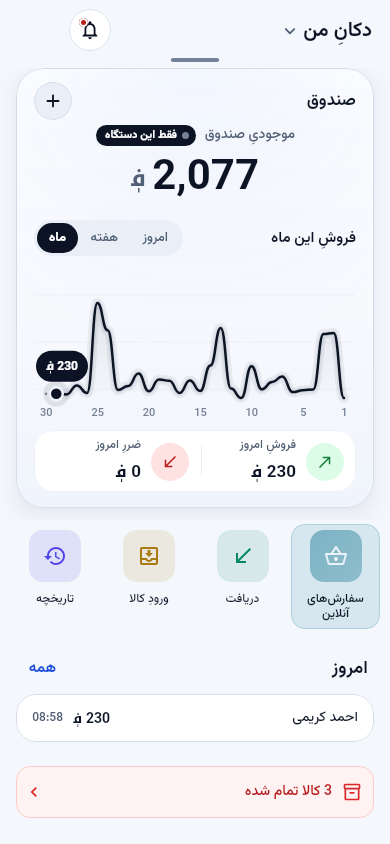 دکانِ من
صندوق
موجودیِ صندوق
فقط این دستگاه
2,077 ؋
فروشِ این ماه
امروز
هفته
ماه
230 ؋
1 5 10 15 20 25 30
فروشِ امروز
230 ؋
ضررِ امروز
0 ؋
سفارش‌های
آنلاین
دریافت
ورودِ کالا
تاریخچه
امروز
همه
احمد کریمی
230 ؋
08:58
3 کالا تمام شده